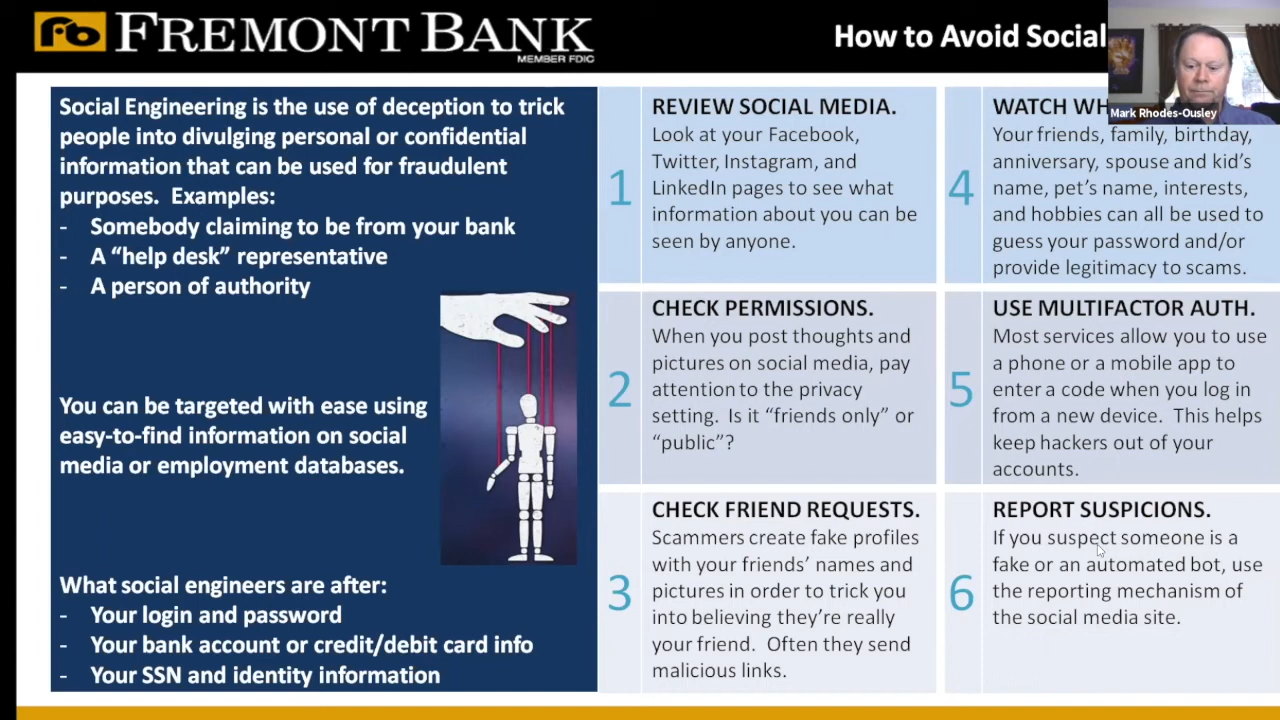 fb FREMONT BANK
MEMBER FDIC
How to Avoid Social
Mark Rhodes-Ousley
Social Engineering is the use of deception to trick
people into divulging personal or confidential
information that can be used for fraudulent
purposes. Examples:
- Somebody claiming to be from your bank
- A “help desk” representative
- A person of authority
You can be targeted with ease using
easy-to-find information on social
media or employment databases.
What social engineers are after:
- Your login and password
- Your bank account or credit/debit card info
- Your SSN and identity information
1
REVIEW SOCIAL MEDIA.
Look at your Facebook,
Twitter, Instagram, and
LinkedIn pages to see what
information about you can be
seen by anyone.
2
CHECK PERMISSIONS.
When you post thoughts and
pictures on social media, pay
attention to the privacy
setting. Is it “friends only” or
“public”?
3
CHECK FRIEND REQUESTS.
Scammers create fake profiles
with your friends’ names and
pictures in order to trick you
into believing they’re really
your friend. Often they send
malicious links.
4
WATCH
Your friends, family, birthday,
anniversary, spouse and kid’s
name, pet’s name, interests,
and hobbies can all be used to
guess your password and/or
provide legitimacy to scams.
5
USE MULTIFACTOR AUTH.
Most services allow you to use
a phone or a mobile app to
enter a code when you log in
from a new device. This helps
keep hackers out of your
accounts.
6
REPORT SUSPICIONS.
If you suspect someone is a
fake or an automated bot, use
the reporting mechanism of
the social media site.